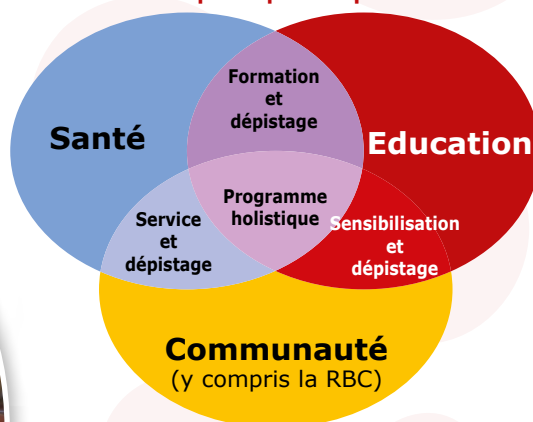 Formation
et
dépistage
Santé
Education
Programme
holistique
Service
et
dépistage
Sensibilisation
et
dépistage
Communauté
(y compris la RBC)